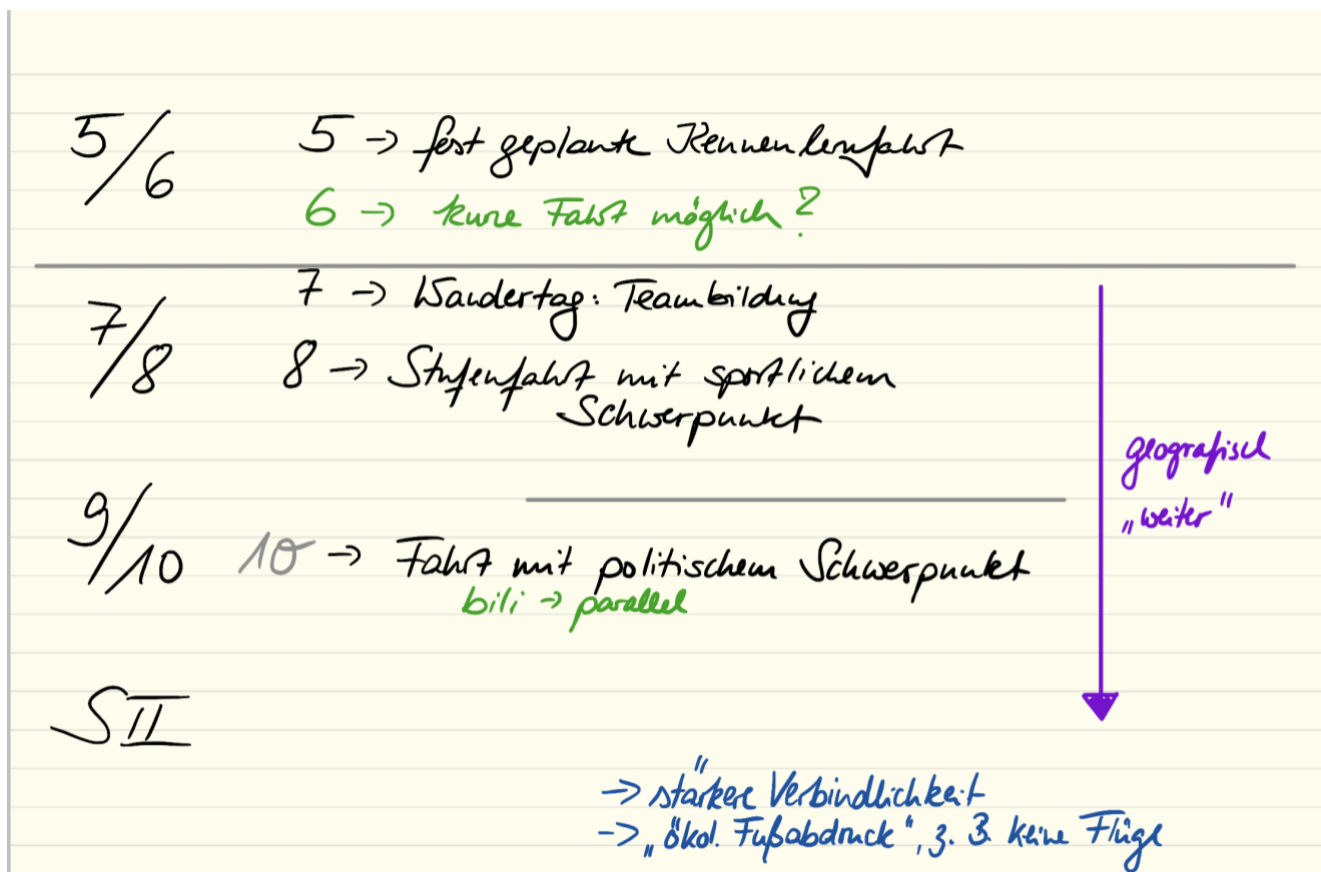 5/6
5 → fest geplante Kennenlernfahrt
6 → kurze Fahrt möglich?
7/8
7 → Wandertag: Teambildung
8 → Stufenfahrt mit sportlichem
Schwerpunkt
geografisch
„weiter“
9/10
10 → Fahrt mit politischem Schwerpunkt
bili → parallel
SII
→ stärkere Verbindlichkeit
→ „ökol. Fußabdruck“, z. B. keine Flüge